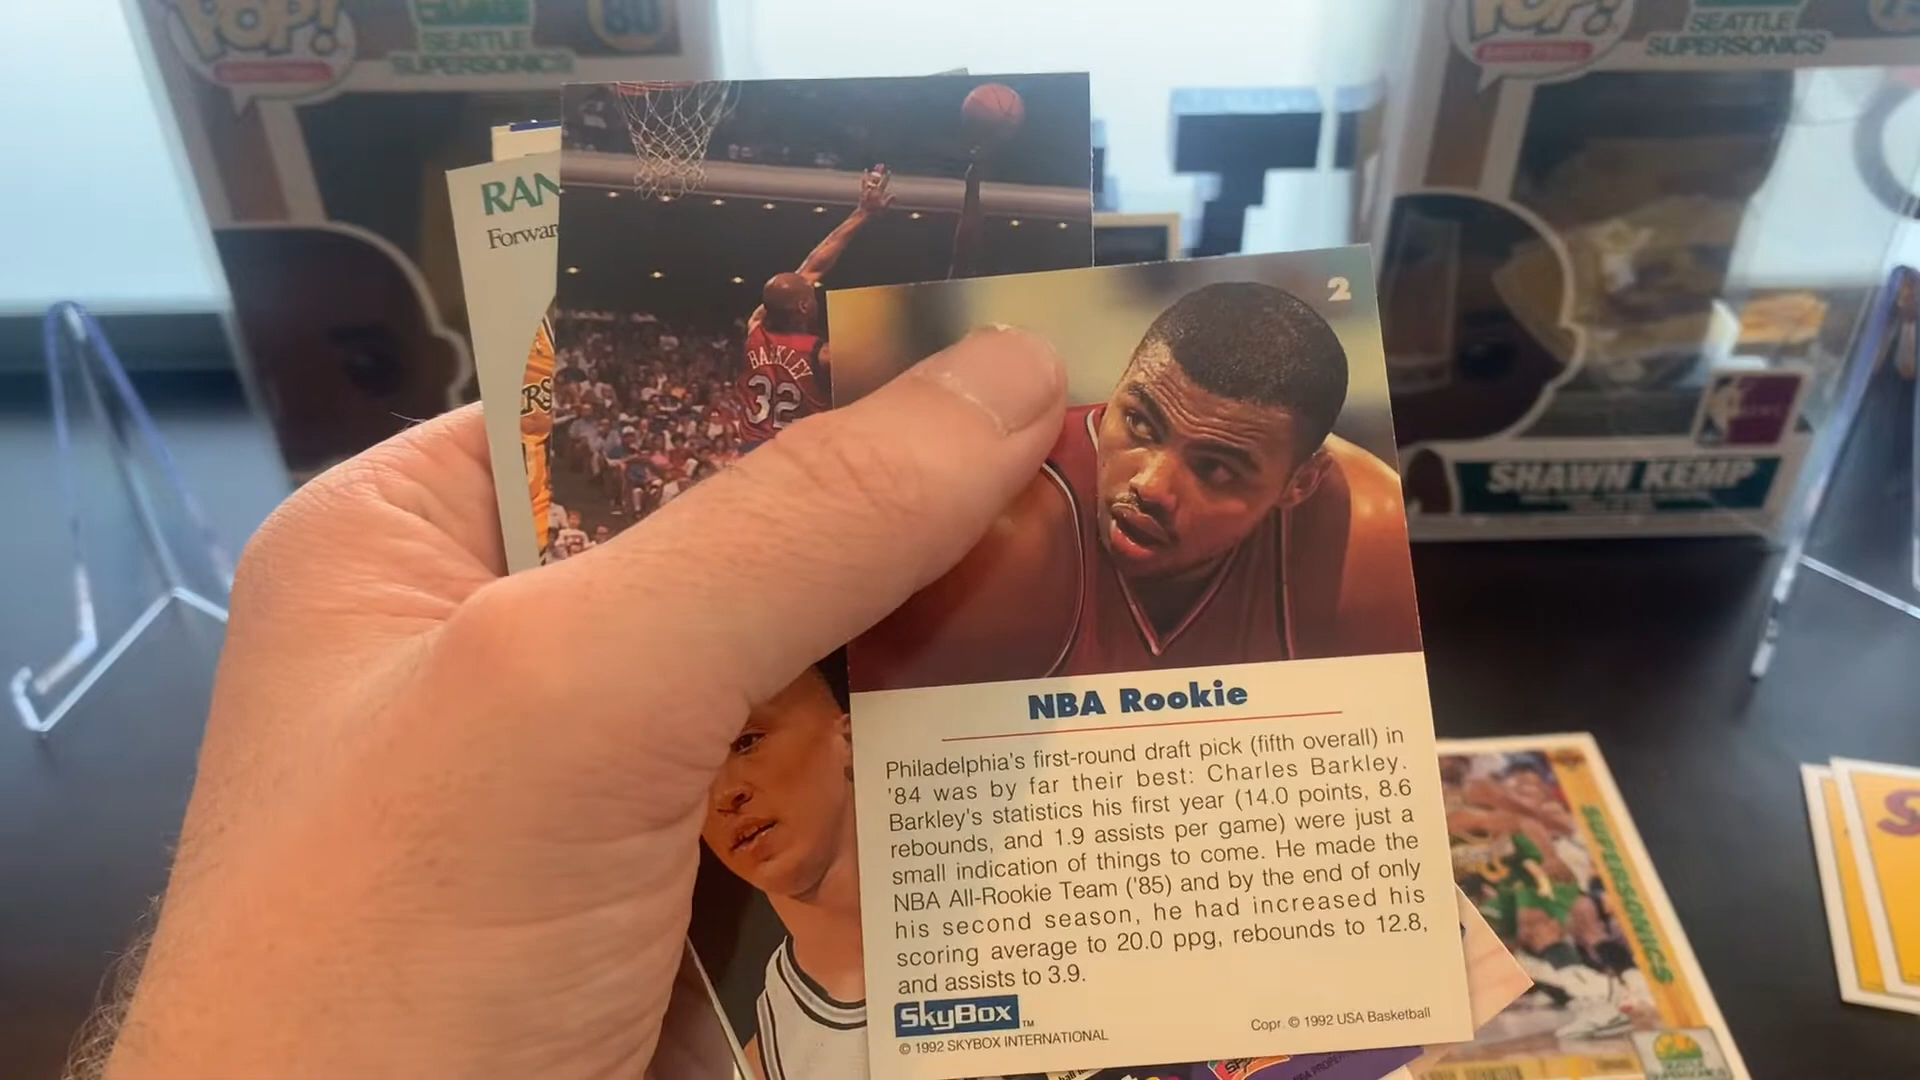 POP!
SEATTLE
SUPERSONICS
80
POP!
SEATTLE
SUPERSONICS
RAN
Forwar
BARKLEY
32
2
SHAWN KEMP
NBA Rookie
Philadelphia's first-round draft pick (fifth overall) in
'84 was by far their best: Charles Barkley.
Barkley's statistics his first year (14.0 points, 8.6
rebounds, and 1.9 assists per game) were just a
small indication of things to come. He made the
NBA All-Rookie Team ('85) and by the end of only
his second season, he had increased his
scoring average to 20.0 ppg, rebounds to 12.8,
and assists to 3.9.
SkyBox™
© 1992 SKYBOX INTERNATIONAL
Copr. © 1992 USA Basketball
SUPERSONICS